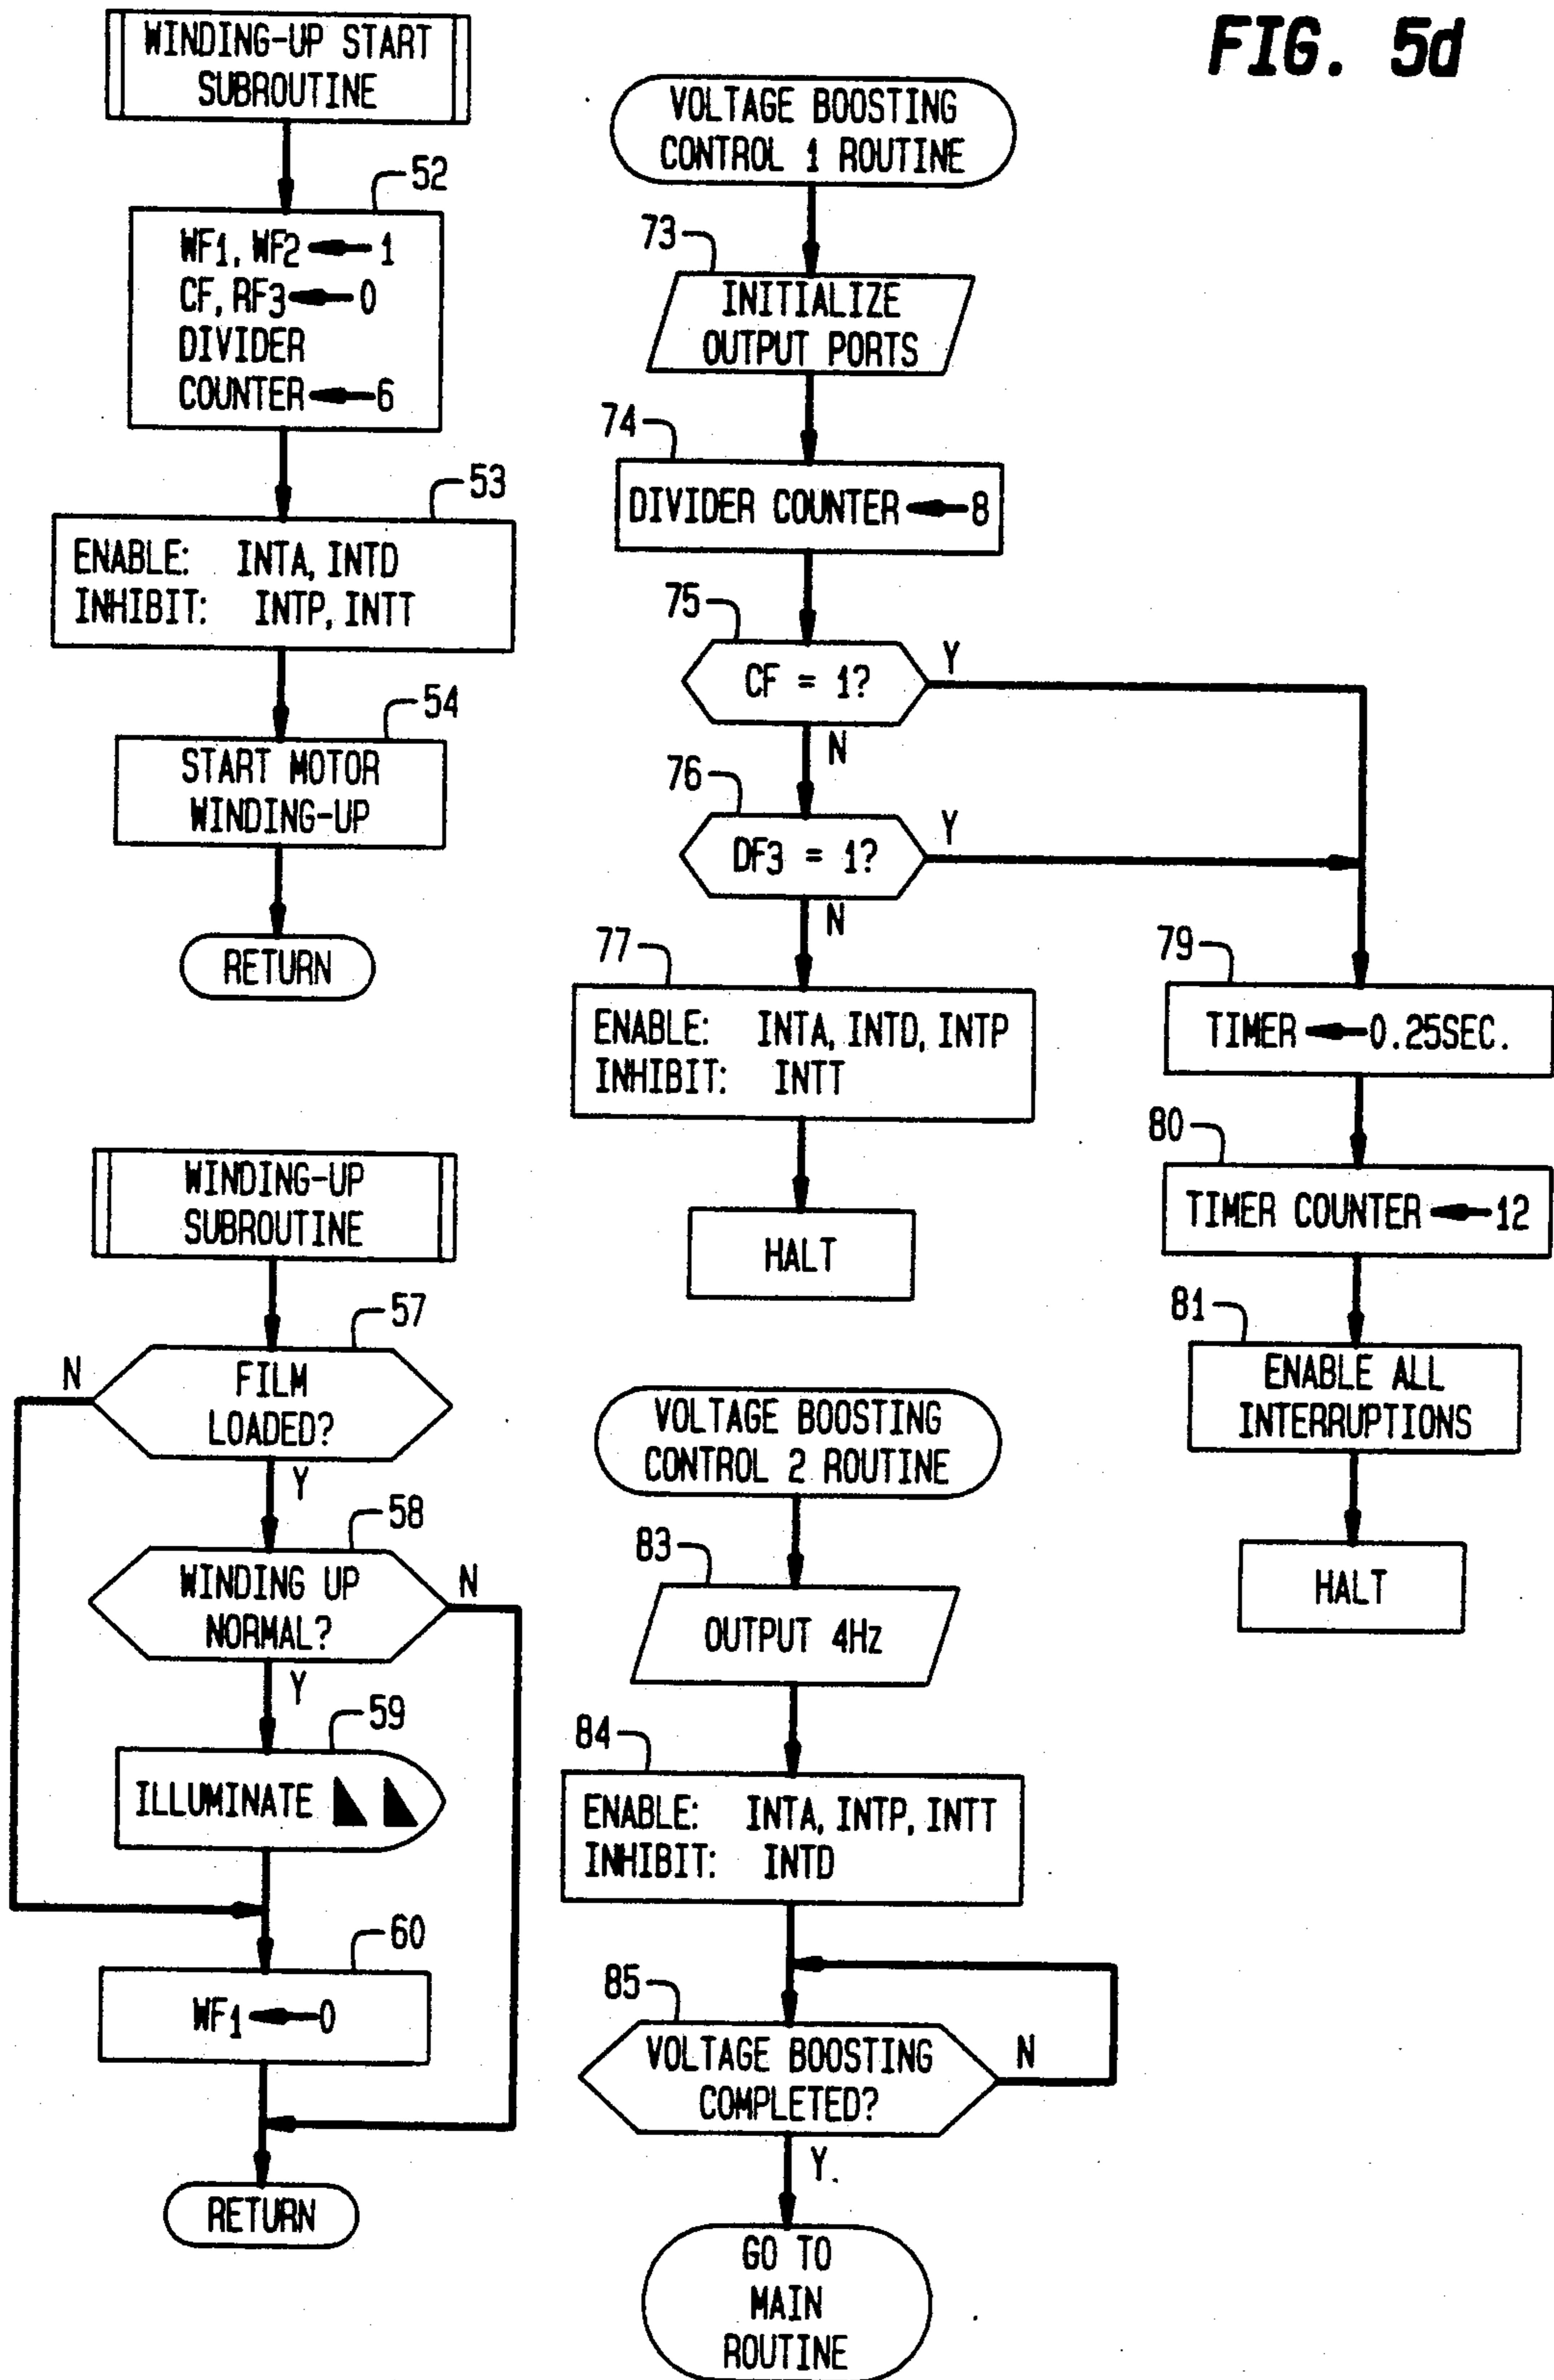 FIG. 5d
WINDING-UP START
SUBROUTINE
52
WF1, WF2 ← 1
CF, RF3 ← 0
DIVIDER
COUNTER ← 6
53
ENABLE: INTA, INTD
INHIBIT: INTP, INTT
54
START MOTOR
WINDING-UP
RETURN
WINDING-UP
SUBROUTINE
57
FILM
LOADED?
N
Y
58
WINDING UP
NORMAL?
N
Y
59
ILLUMINATE
60
WF1 ← 0
RETURN
VOLTAGE BOOSTING
CONTROL 1 ROUTINE
73
INITIALIZE
OUTPUT PORTS
74
DIVIDER COUNTER ← 8
75
CF = 1?
Y
N
76
DF3 = 1?
Y
N
77
ENABLE: INTA, INTD, INTP
INHIBIT: INTT
HALT
79
TIMER ← 0.25SEC.
80
TIMER COUNTER ← 12
81
ENABLE ALL
INTERRUPTIONS
HALT
VOLTAGE BOOSTING
CONTROL 2 ROUTINE
83
OUTPUT 4Hz
84
ENABLE: INTA, INTP, INTT
INHIBIT: INTD
85
VOLTAGE BOOSTING
COMPLETED?
N
Y
GO TO
MAIN
ROUTINE